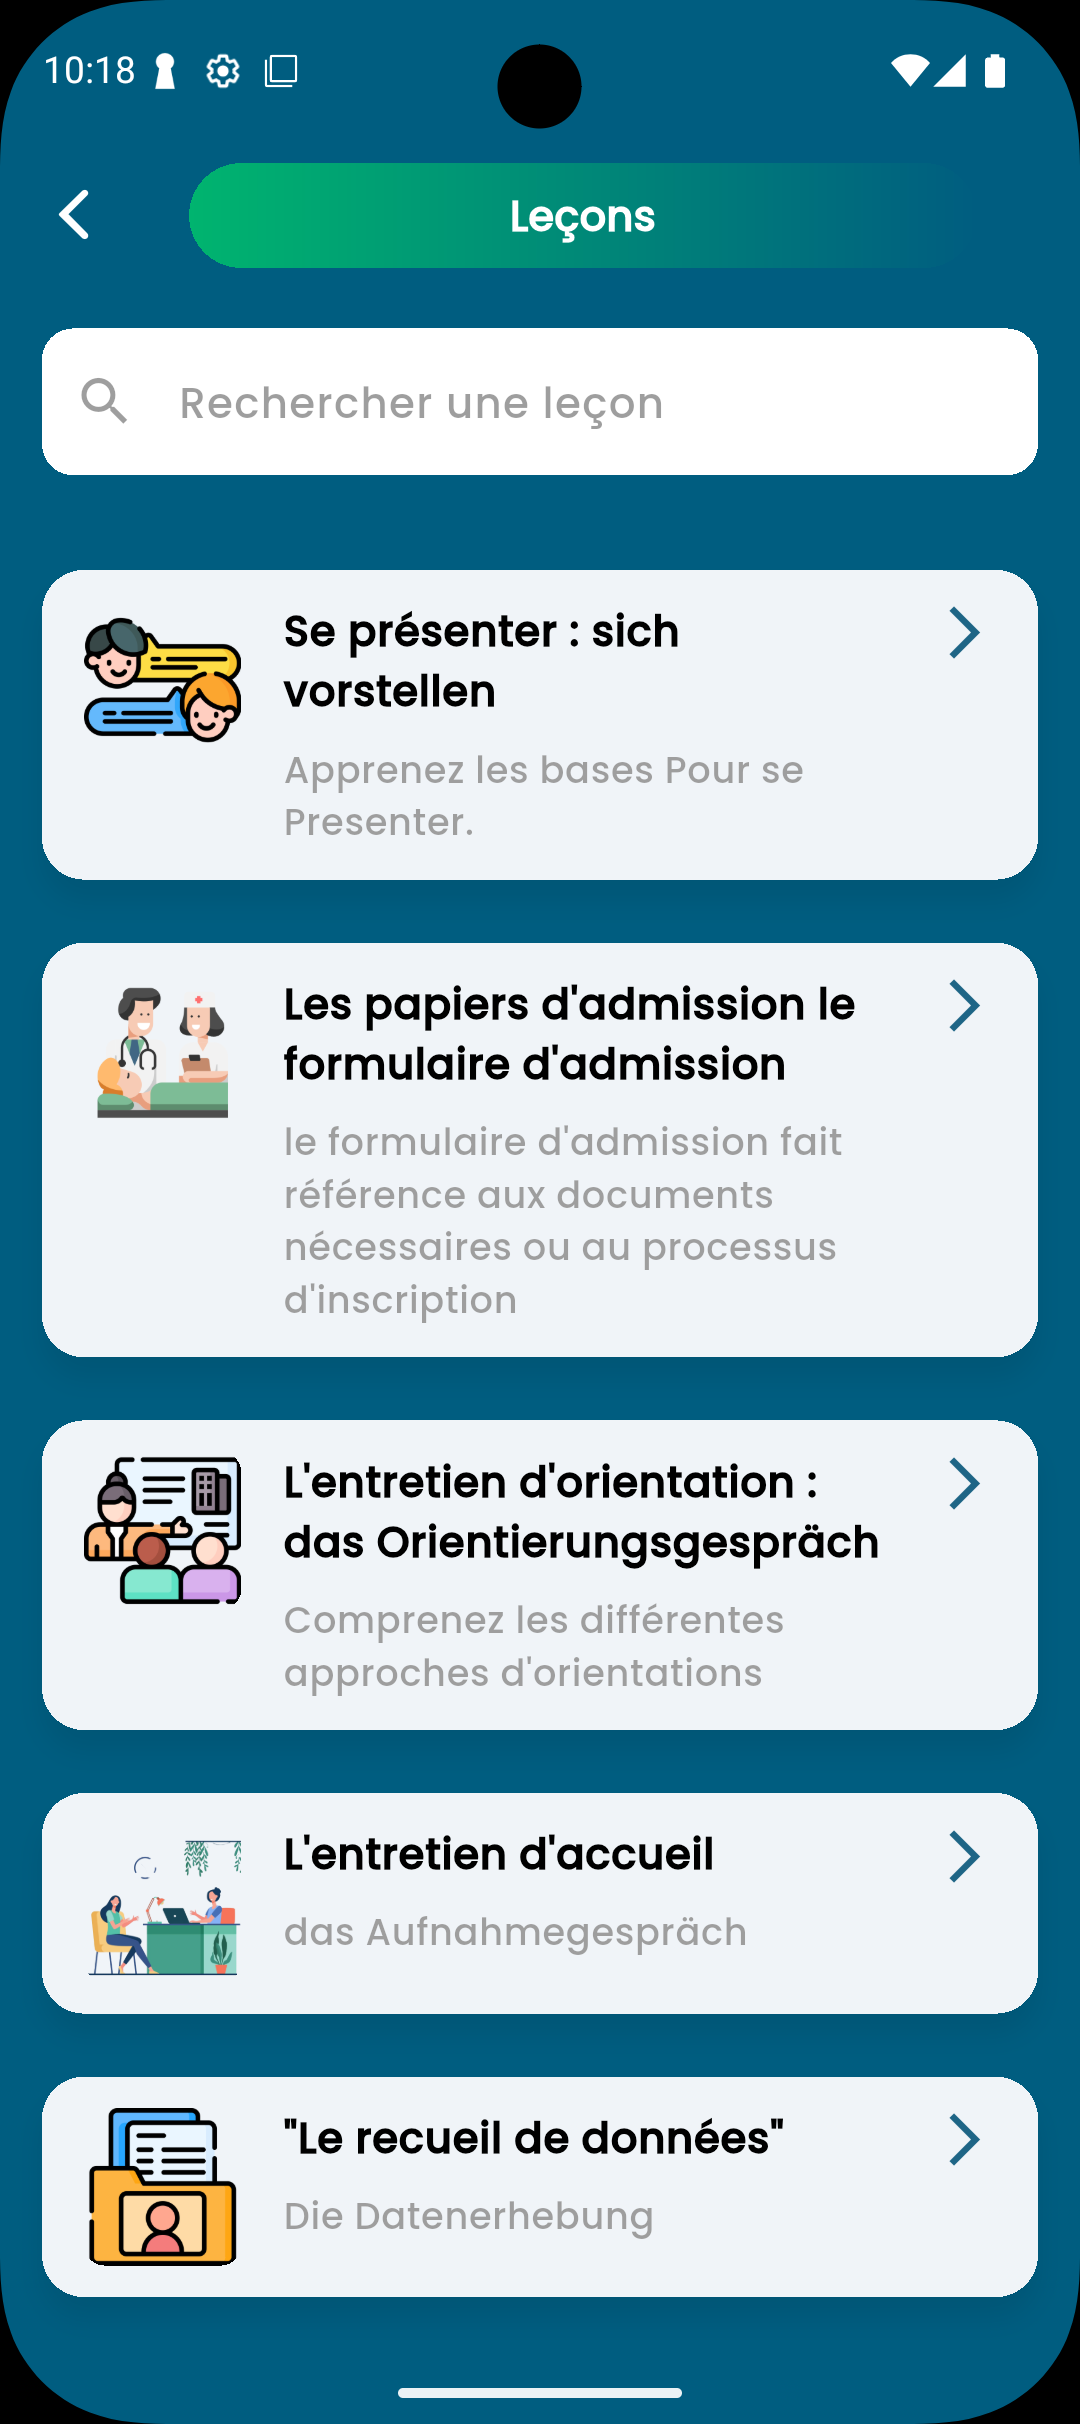 10:18
Leçons
Rechercher une leçon
Se présenter : sich
vorstellen
Apprenez les bases Pour se
Presenter.
Les papiers d'admission le
formulaire d'admission
le formulaire d'admission fait
référence aux documents
nécessaires ou au processus
d'inscription
L'entretien d'orientation :
das Orientierungsgespräch
Comprenez les différentes
approches d'orientations
L'entretien d'accueil
das Aufnahmegespräch
"Le recueil de données"
Die Datenerhebung